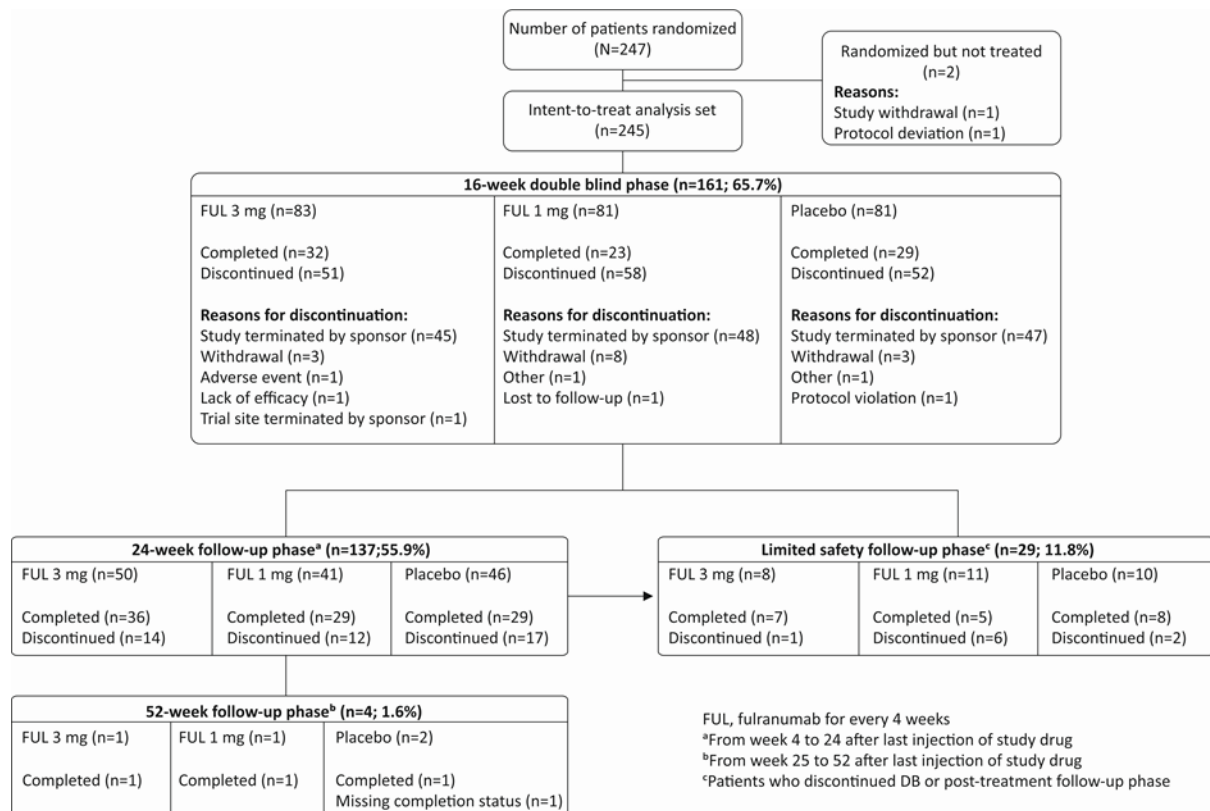 Number of patients randomized
(N=247)
Randomized but not treated
(n=2)
Reasons:
Study withdrawal (n=1)
Protocol deviation (n=1)
Intent-to-treat analysis set
(n=245)
16-week double blind phase (n=161; 65.7%)
FUL 3 mg (n=83)
Completed (n=32)
Discontinued (n=51)
Reasons for discontinuation:
Study terminated by sponsor (n=45)
Withdrawal (n=3)
Adverse event (n=1)
Lack of efficacy (n=1)
Trial site terminated by sponsor (n=1)
FUL 1 mg (n=81)
Completed (n=23)
Discontinued (n=58)
Reasons for discontinuation:
Study terminated by sponsor (n=48)
Withdrawal (n=8)
Other (n=1)
Lost to follow-up (n=1)
Placebo (n=81)
Completed (n=29)
Discontinued (n=52)
Reasons for discontinuation:
Study terminated by sponsor (n=47)
Withdrawal (n=3)
Other (n=1)
Protocol violation (n=1)
24-week follow-up phaseᵃ (n=137;55.9%)
FUL 3 mg (n=50)
Completed (n=36)
Discontinued (n=14)
FUL 1 mg (n=41)
Completed (n=29)
Discontinued (n=12)
Placebo (n=46)
Completed (n=29)
Discontinued (n=17)
Limited safety follow-up phaseᶜ (n=29; 11.8%)
FUL 3 mg (n=8)
Completed (n=7)
Discontinued (n=1)
FUL 1 mg (n=11)
Completed (n=5)
Discontinued (n=6)
Placebo (n=10)
Completed (n=8)
Discontinued (n=2)
52-week follow-up phaseᵇ (n=4; 1.6%)
FUL 3 mg (n=1)
Completed (n=1)
FUL 1 mg (n=1)
Completed (n=1)
Placebo (n=2)
Completed (n=1)
Missing completion status (n=1)
FUL, fulranumab for every 4 weeks
ᵃFrom week 4 to 24 after last injection of study drug
ᵇFrom week 25 to 52 after last injection of study drug
ᶜPatients who discontinued DB or post-treatment follow-up phase